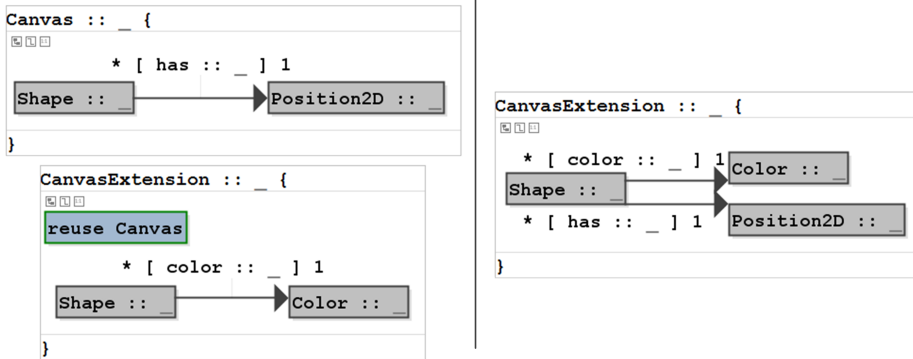 Canvas :: _ {
* [ has :: _ ] 1
Shape :: _
Position2D :: _
}
CanvasExtension :: _ {
reuse Canvas
* [ color :: _ ] 1
Shape :: _
Color :: _
}
CanvasExtension :: _ {
* [ color :: _ ] 1
Color :: _
Shape :: _
* [ has :: _ ] 1
Position2D :: _
}